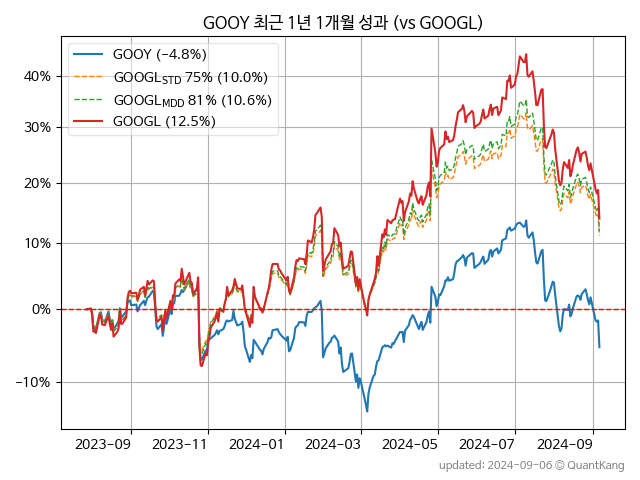 GOOY 최근 1년 1개월 성과 (vs GOOGL)
GOOY (−4.8%)
GOOGL_STD 75% (10.0%)
GOOGL_MDD 81% (10.6%)
GOOGL (12.5%)
40%
30%
20%
10%
0%
−10%
2023-09 2023-11 2024-01 2024-03 2024-05 2024-07 2024-09
updated: 2024-09-06 © QuantKang